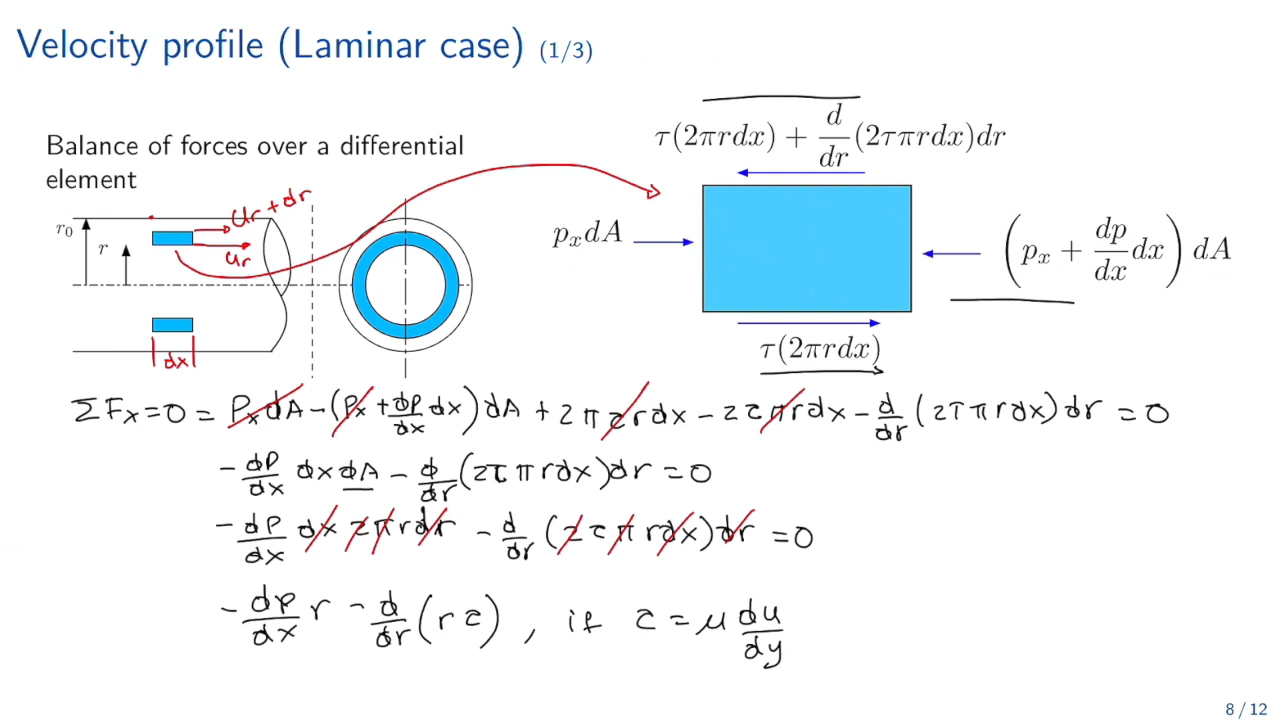 Velocity profile (Laminar case) (1/3)
Balance of forces over a differential
element
τ(2πrdx) + d/dr (2τπrdx)dr
r₀
r
Ur+dr
Ur
dx
pₓdA
(pₓ + dp/dx dx) dA
τ(2πrdx)
ΣFx=0 = PxdA - (Px + dP/dx dx) dA + 2πτrdx - 2τπrdx - d/dr (2τπrdx)dr = 0
- dP/dx dx dA - d/dr (2τπrdx)dr = 0
- dP/dx dx 2πrdr - d/dr (2τπrdx)dr = 0
- dP/dx r - d/dr (rτ) , if τ = μ du/dy
8 / 12